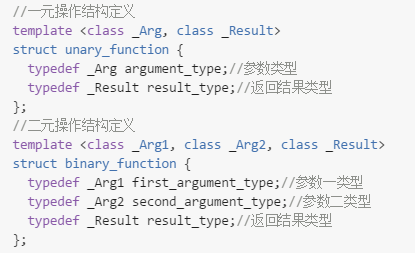 //一元操作结构定义
template <class _Arg, class _Result>
struct unary_function {
  typedef _Arg argument_type;//参数类型
  typedef _Result result_type;//返回结果类型
};
//二元操作结构定义
template <class _Arg1, class _Arg2, class _Result>
struct binary_function {
  typedef _Arg1 first_argument_type;//参数一类型
  typedef _Arg2 second_argument_type;//参数二类型
  typedef _Result result_type;//返回结果类型
};